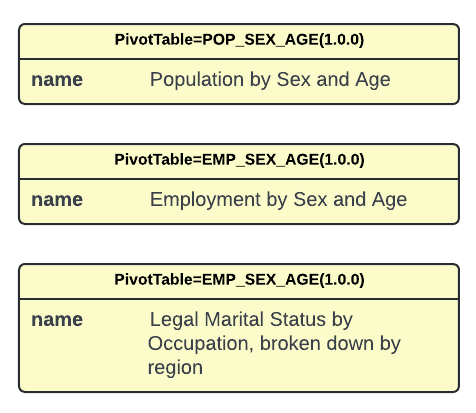 PivotTable=POP_SEX_AGE(1.0.0)
name Population by Sex and Age
PivotTable=EMP_SEX_AGE(1.0.0)
name Employment by Sex and Age
PivotTable=EMP_SEX_AGE(1.0.0)
name Legal Marital Status by
Occupation, broken down by
region